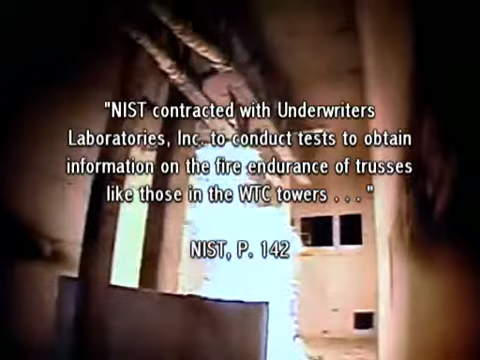 "NIST contracted with Underwriters
Laboratories, Inc. to conduct tests to obtain
information on the fire endurance of trusses
like those in the WTC towers . . . "
NIST, P. 142